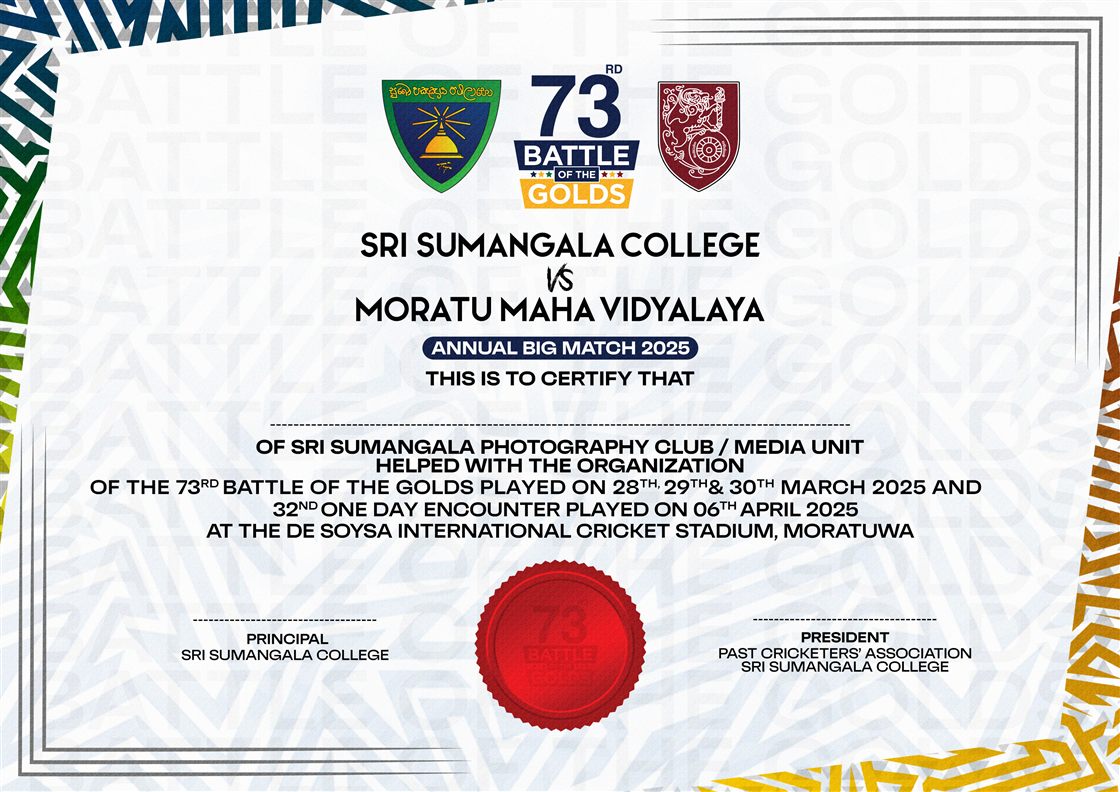 සුවෙ පඤ්ඤාය පටිලාභො
73RD
BATTLE
OF THE
GOLDS
SRI SUMANGALA COLLEGE
VS
MORATU MAHA VIDYALAYA
ANNUAL BIG MATCH 2025
THIS IS TO CERTIFY THAT
OF SRI SUMANGALA PHOTOGRAPHY CLUB / MEDIA UNIT
HELPED WITH THE ORGANIZATION
OF THE 73RD BATTLE OF THE GOLDS PLAYED ON 28TH, 29TH& 30TH MARCH 2025 AND
32ND ONE DAY ENCOUNTER PLAYED ON 06TH APRIL 2025
AT THE DE SOYSA INTERNATIONAL CRICKET STADIUM, MORATUWA
73
BATTLE
OF THE
GOLDS
PRINCIPAL
SRI SUMANGALA COLLEGE
PRESIDENT
PAST CRICKETERS' ASSOCIATION
SRI SUMANGALA COLLEGE